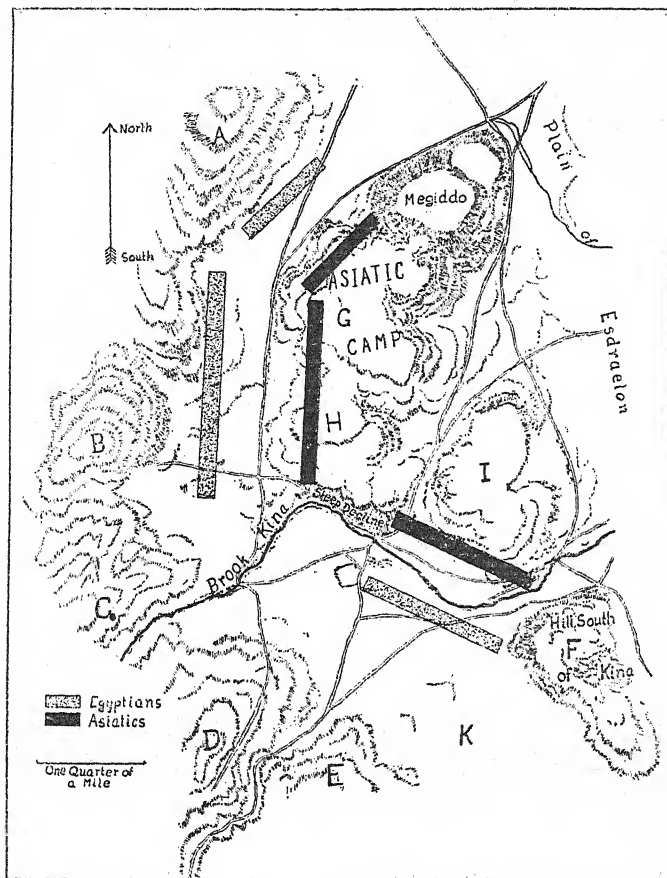 North
South
A
Plain
of
Esdraelon
Megiddo
ASIATIC
G
CAMP
H
B
I
Steep Decline
Brook Kina
C
Hill South
F
of Kina
Egyptians
Asiatics
D
E
K
One Quarter of
a Mile